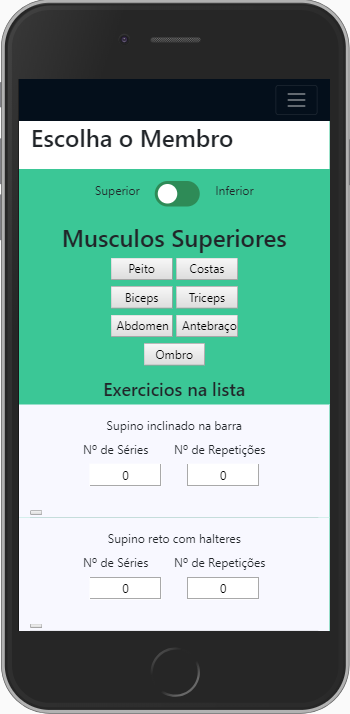 Escolha o Membro
Superior Inferior
Musculos Superiores
Peito Costas
Biceps Triceps
Abdomen Antebraço
Ombro
Exercicios na lista
Supino inclinado na barra
Nº de Séries Nº de Repetições
0 0
Supino reto com halteres
Nº de Séries Nº de Repetições
0 0